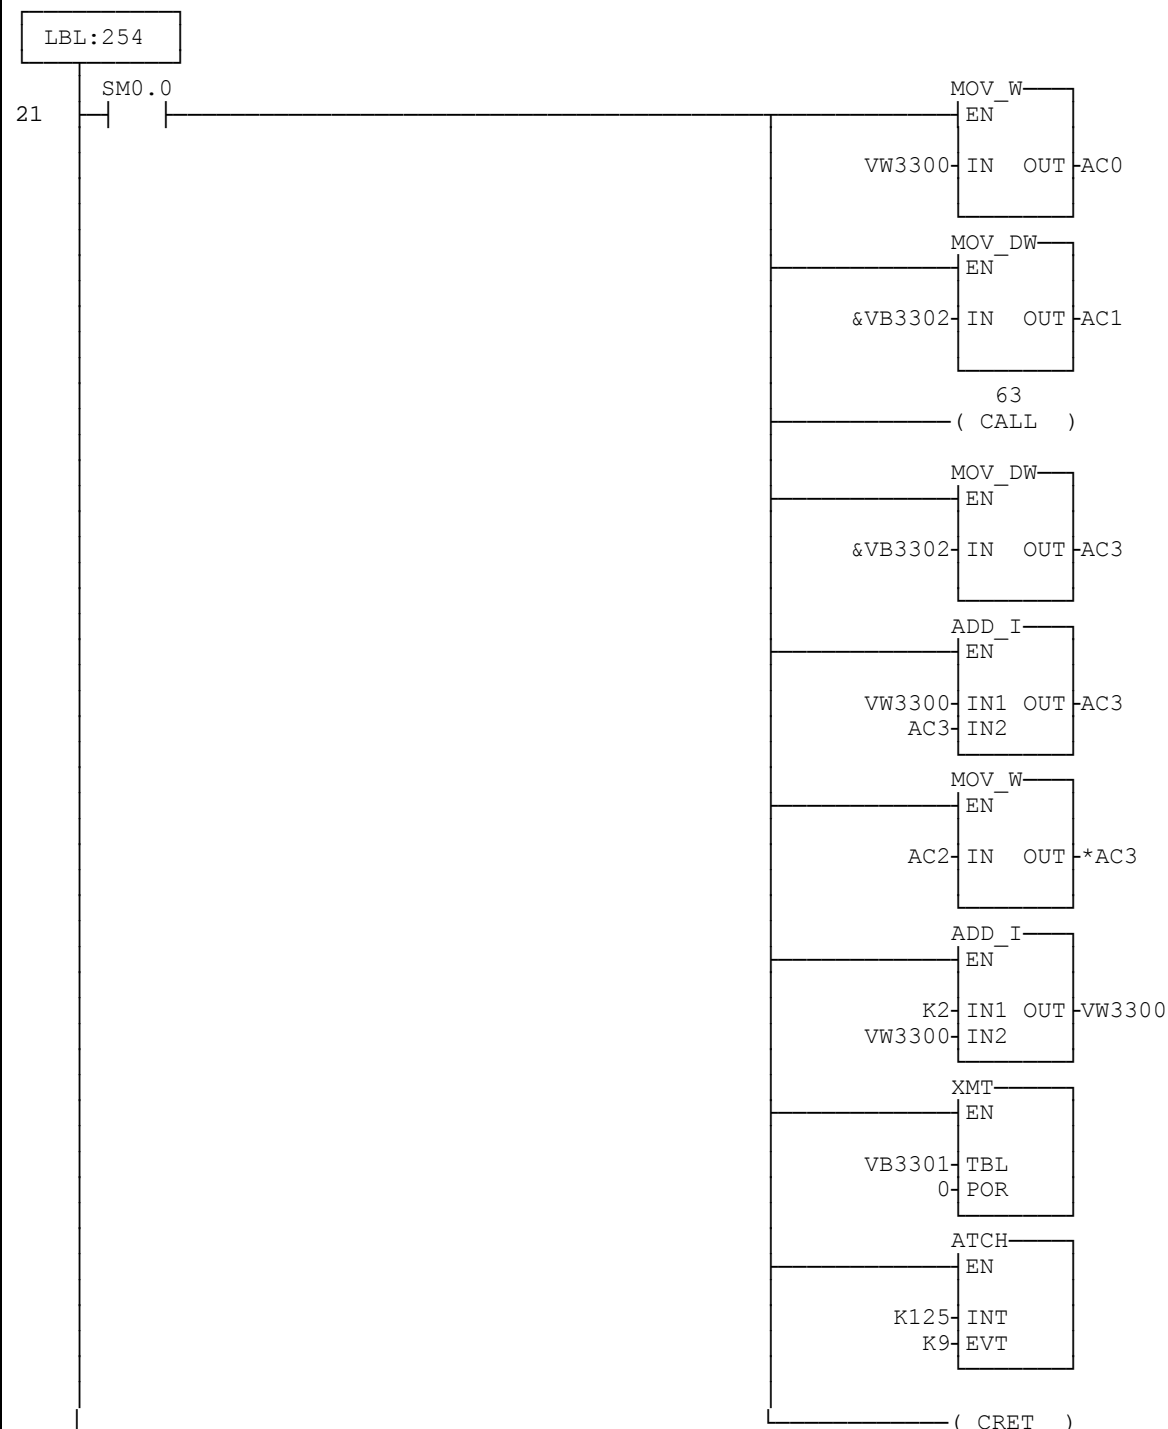 LBL:254
SM0.0 MOV_W
21 EN
VW3300 IN OUT AC0
MOV_DW
EN
&VB3302 IN OUT AC1
63
( CALL )
MOV_DW
EN
&VB3302 IN OUT AC3
ADD_I
EN
VW3300 IN1 OUT AC3
AC3 IN2
MOV_W
EN
AC2 IN OUT *AC3
ADD_I
EN
K2 IN1 OUT VW3300
VW3300 IN2
XMT
EN
VB3301 TBL
0 POR
ATCH
EN
K125 INT
K9 EVT
( CRET )